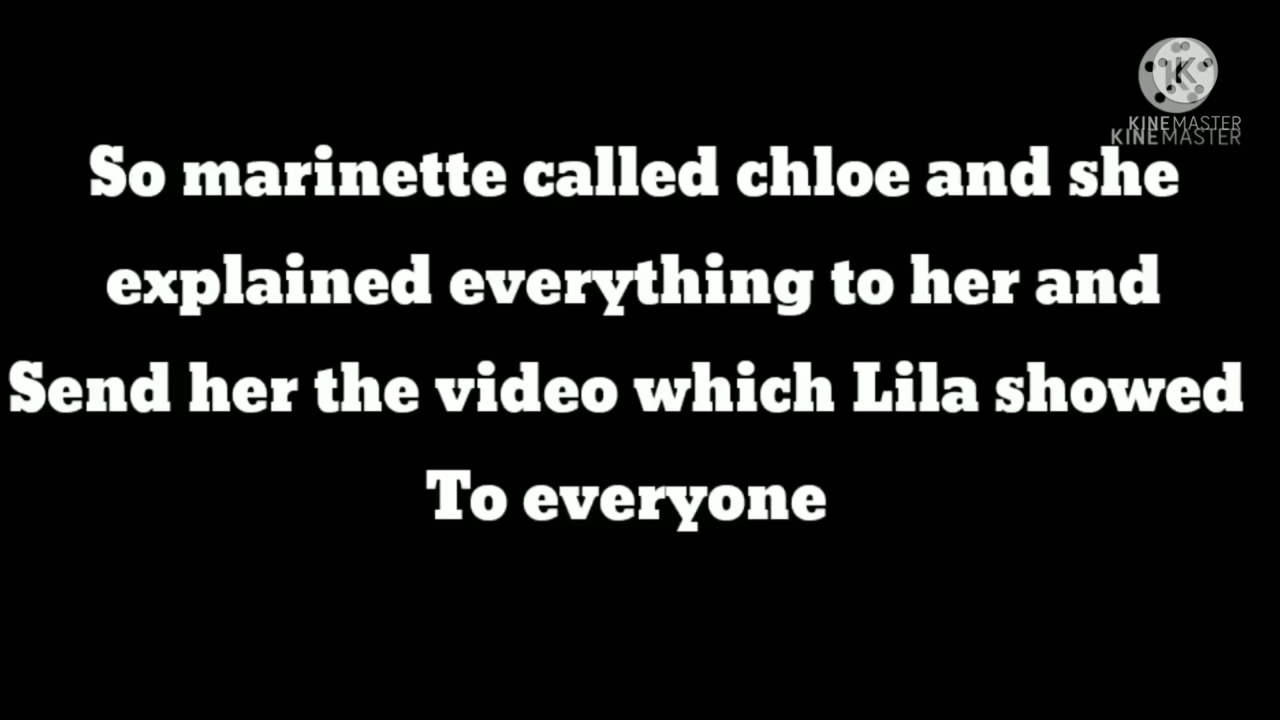 KINEMASTER
KINEMASTER
So marinette called chloe and she
explained everything to her and
Send her the video which Lila showed
To everyone